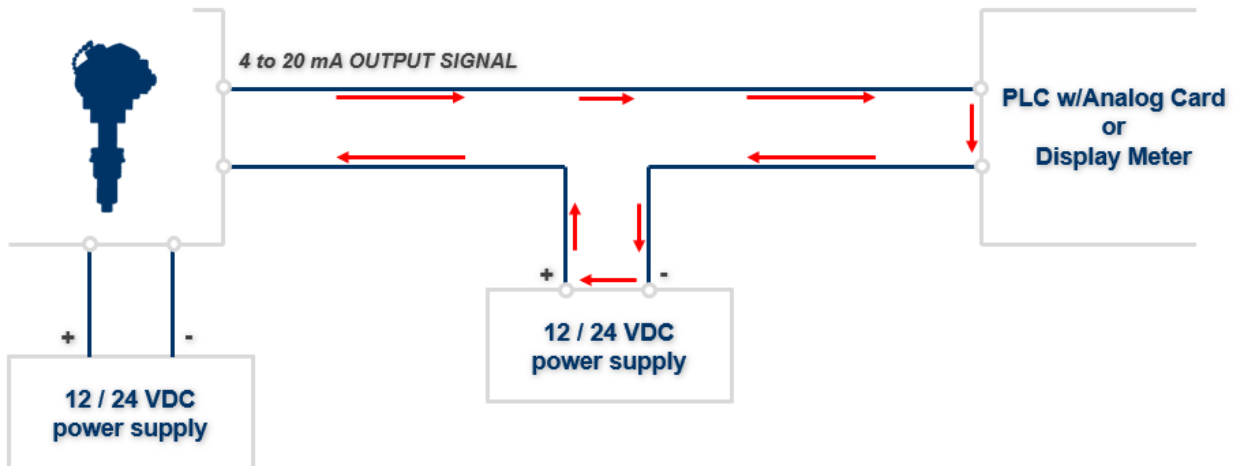 4 to 20 mA OUTPUT SIGNAL
PLC w/Analog Card
or
Display Meter
+ -
12 / 24 VDC
power supply
+ -
12 / 24 VDC
power supply